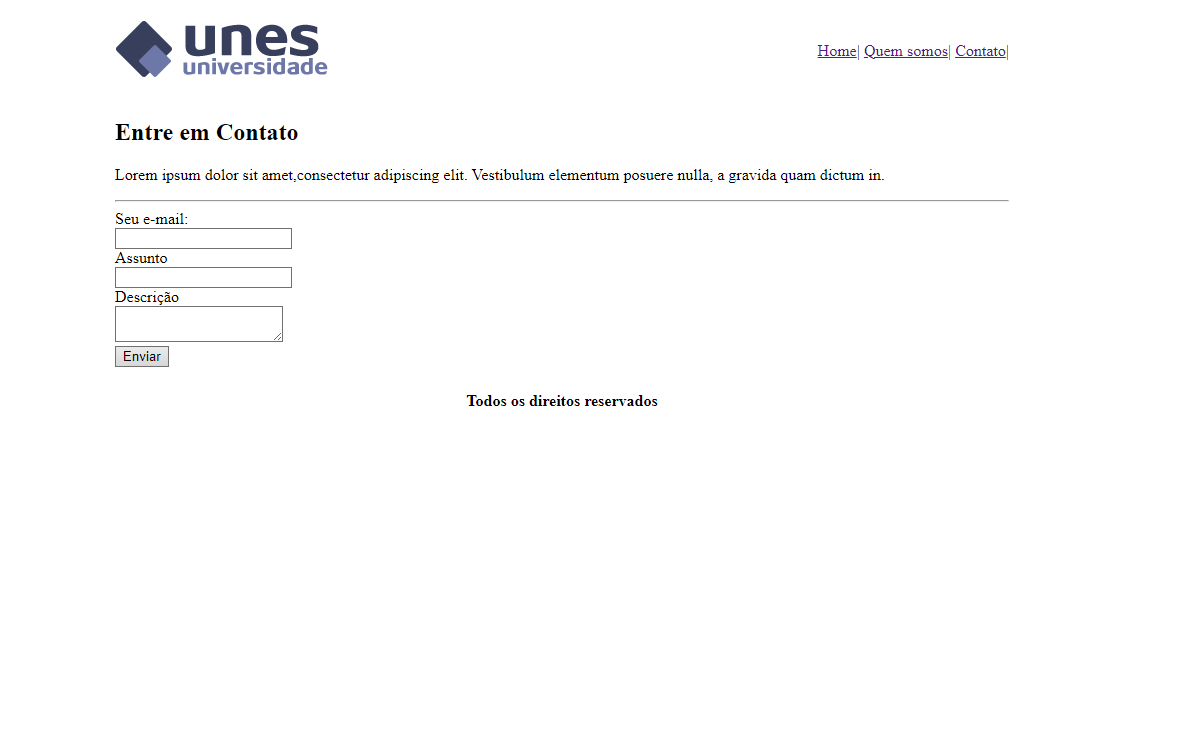 unes
universidade
Home| Quem somos| Contato|
Entre em Contato
Lorem ipsum dolor sit amet,consectetur adipiscing elit. Vestibulum elementum posuere nulla, a gravida quam dictum in.
Seu e-mail:
Assunto
Descrição
Enviar
Todos os direitos reservados